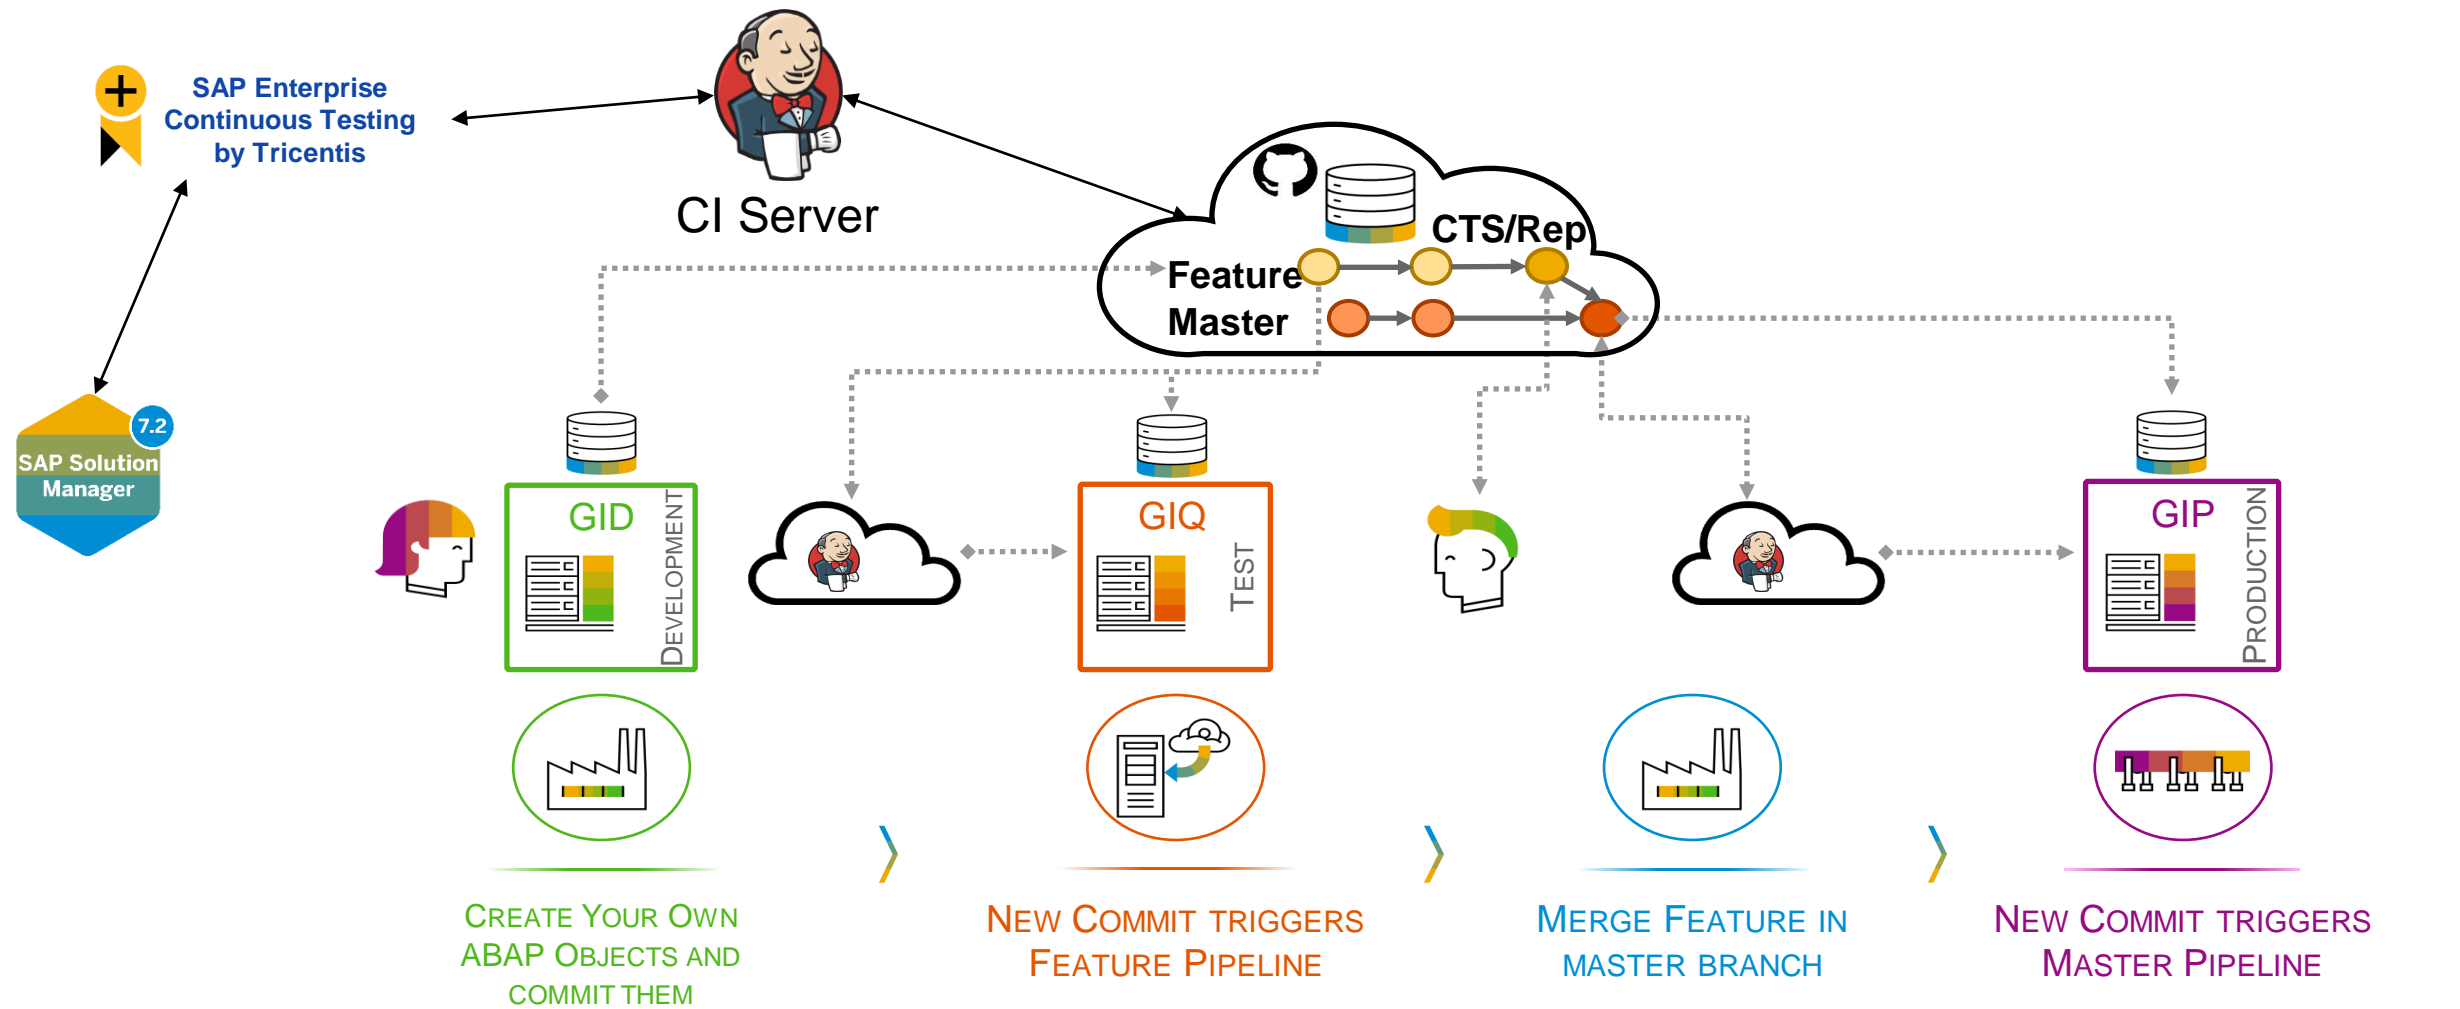 SAP Enterprise
Continuous Testing
by Tricentis
CI Server
CTS/Rep
Feature
Master
7.2
SAP Solution
Manager
GID
DEVELOPMENT
GIQ
TEST
GIP
PRODUCTION
CREATE YOUR OWN
ABAP OBJECTS AND
COMMIT THEM
NEW COMMIT TRIGGERS
FEATURE PIPELINE
MERGE FEATURE IN
MASTER BRANCH
NEW COMMIT TRIGGERS
MASTER PIPELINE